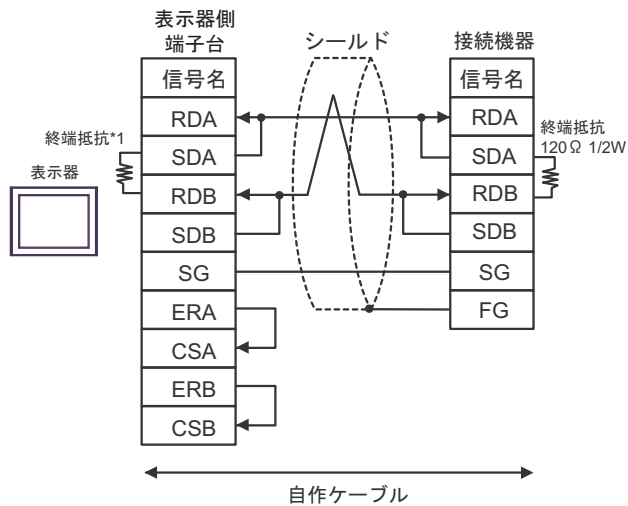 表示器側
端子台
シールド
接続機器
信号名
信号名
RDA
RDA
終端抵抗*1
SDA
SDA
終端抵抗
120Ω 1/2W
表示器
RDB
RDB
SDB
SDB
SG
SG
ERA
FG
CSA
ERB
CSB
自作ケーブル